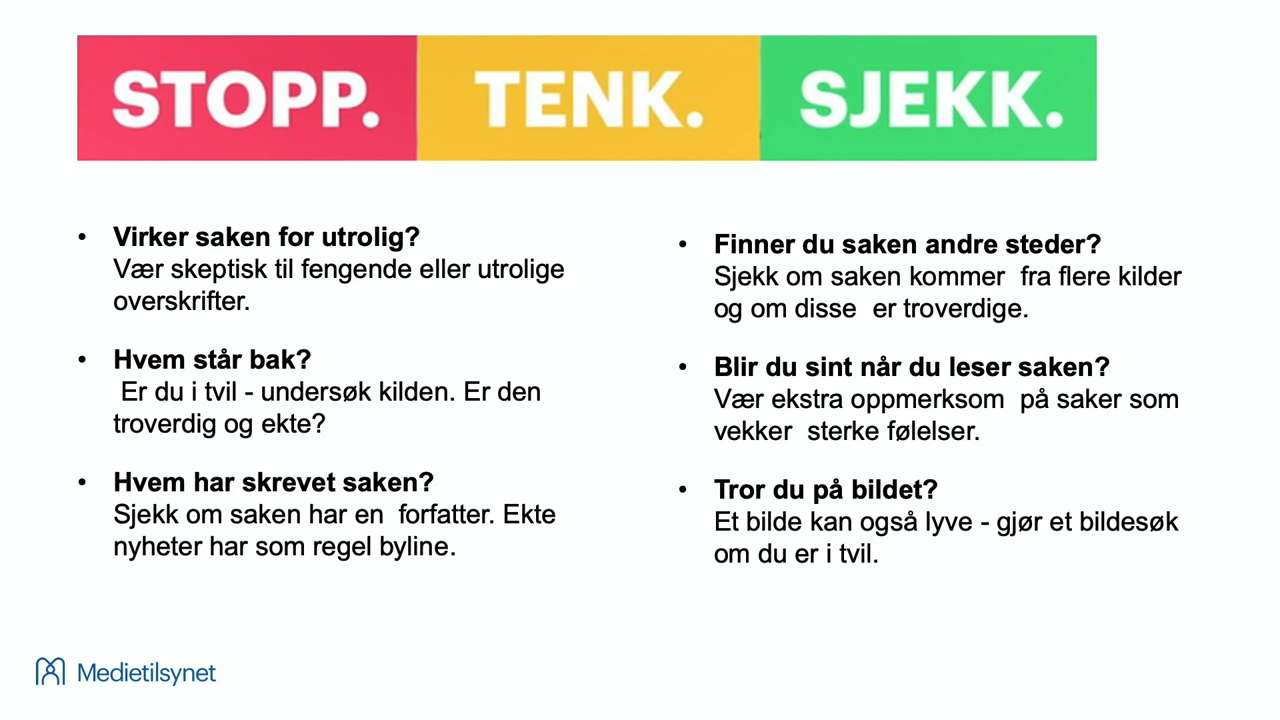 STOPP. TENK. SJEKK.
• Virker saken for utrolig?
Vær skeptisk til fengende eller utrolige
overskrifter.
• Hvem står bak?
Er du i tvil - undersøk kilden. Er den
troverdig og ekte?
• Hvem har skrevet saken?
Sjekk om saken har en forfatter. Ekte
nyheter har som regel byline.
• Finner du saken andre steder?
Sjekk om saken kommer fra flere kilder
og om disse er troverdige.
• Blir du sint når du leser saken?
Vær ekstra oppmerksom på saker som
vekker sterke følelser.
• Tror du på bildet?
Et bilde kan også lyve - gjør et bildesøk
om du er i tvil.
Medietilsynet